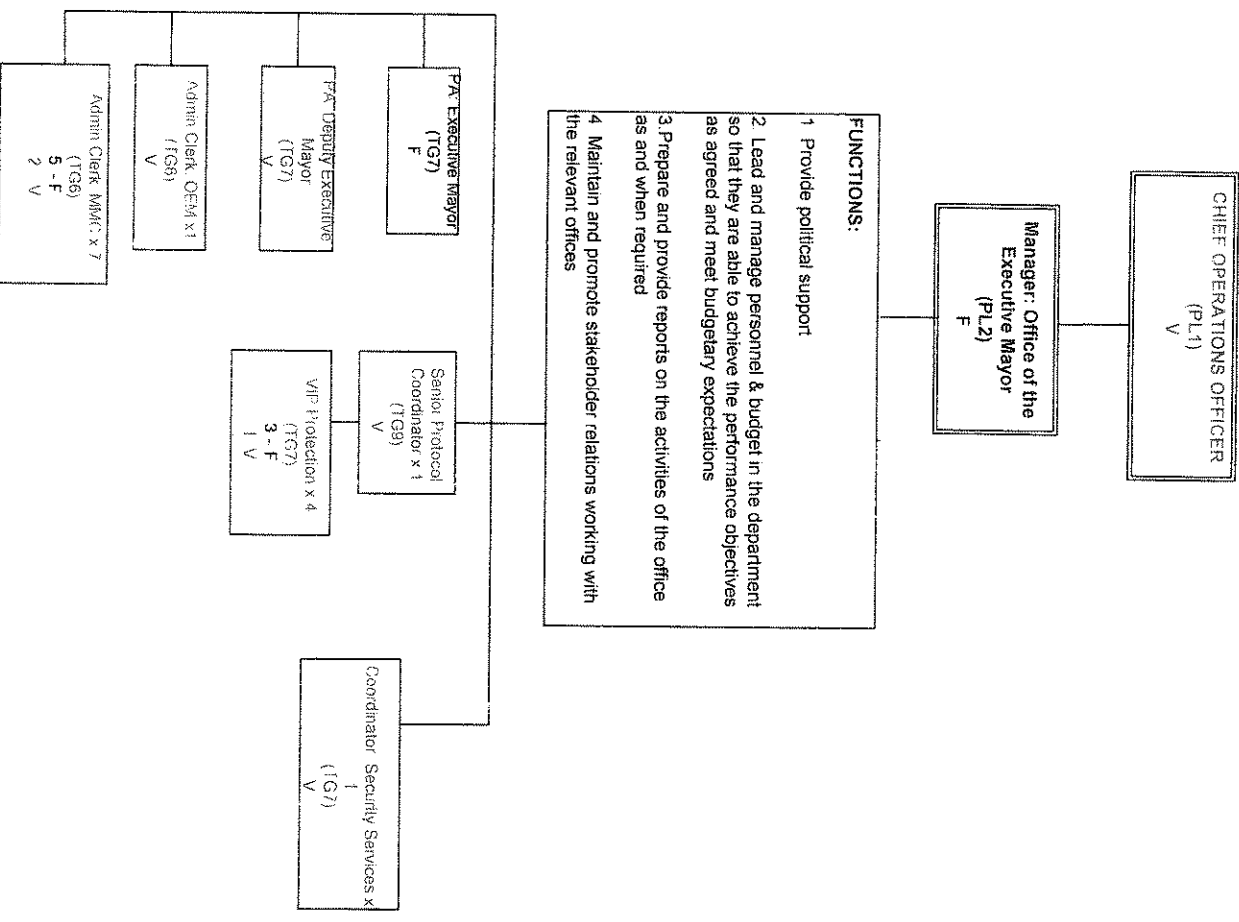 CHIEF OPERATIONS OFFICER
(PL1)
V
Manager: Office of the
Executive Mayor
(PL2)
F
FUNCTIONS:
1 Provide political support
2. Lead and manage personnel & budget in the department
so that they are able to achieve the performance objectives
as agreed and meet budgetary expectations
3.Prepare and provide reports on the activities of the office
as and when required
4 Maintain and promote stakeholder relations working with
the relevant offices
PA: Executive Mayor
(TG7)
F
PA: Deputy Executive
Mayor
(TG7)
V
Admin Clerk OEM x1
(TG6)
V
Admin Clerk MMC x 7
(TG6)
5 - F
2 V
Senior Protocol
Coordinator x 1
(TG9)
V
VIP Protection x 4
(TG7)
3 - F
1 V
Coordinator Security Services x
1
(TG7)
V